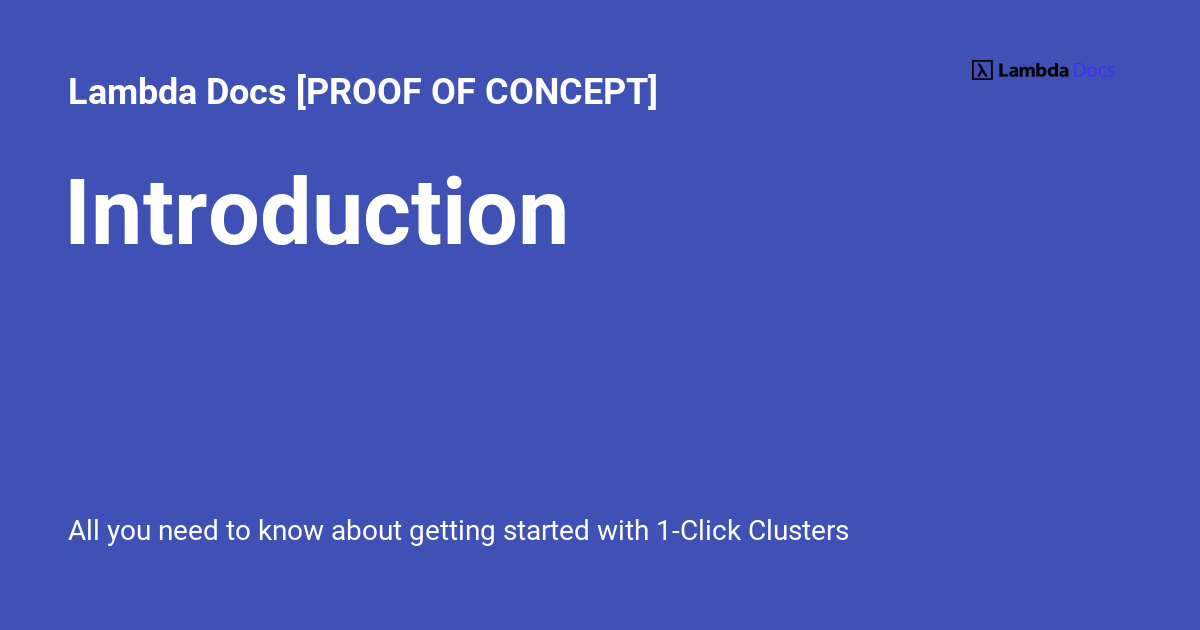 Lambda Docs [PROOF OF CONCEPT]
λ Lambda Docs
Introduction
All you need to know about getting started with 1-Click Clusters